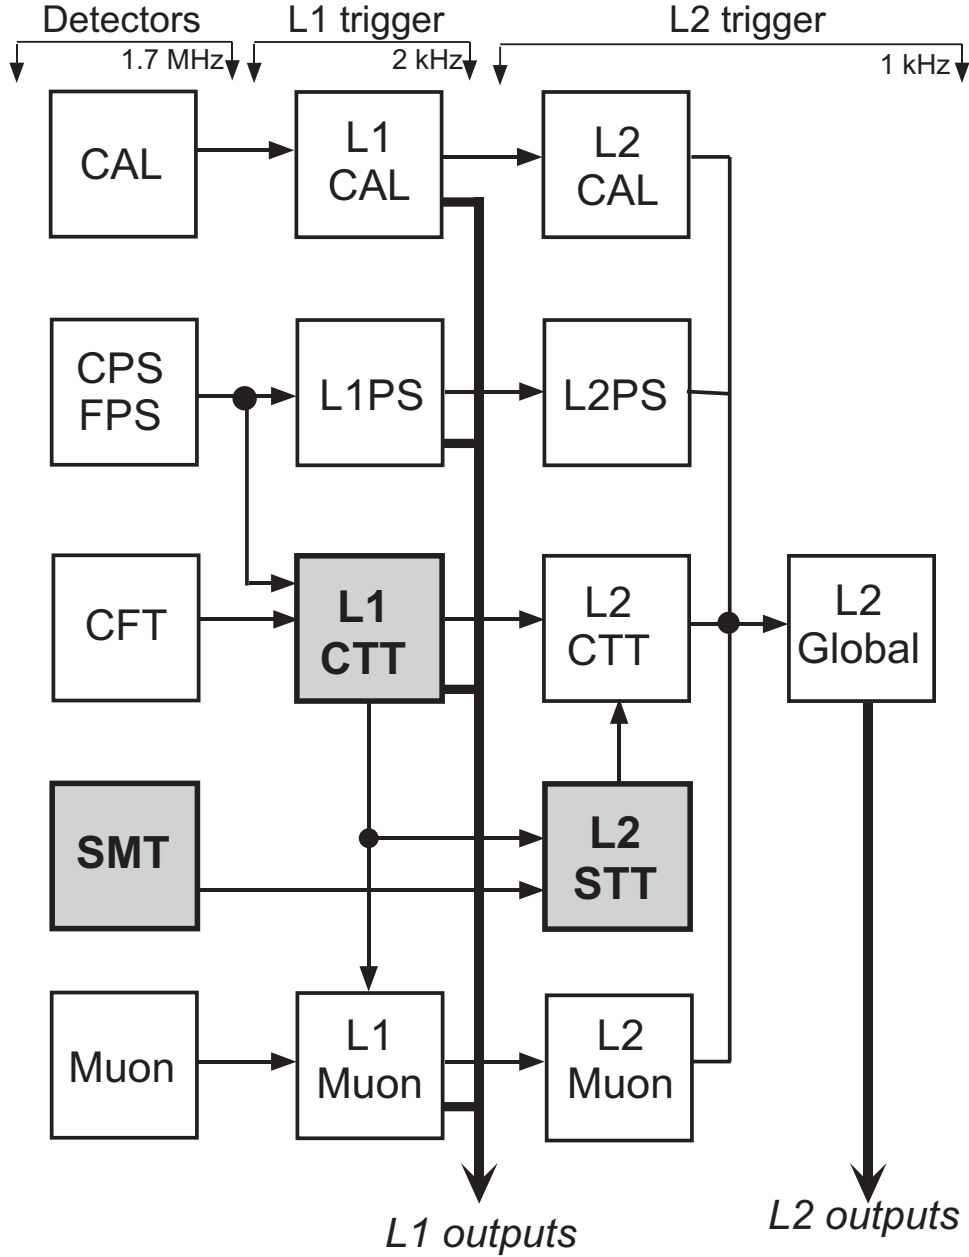 Detectors
L1 trigger
L2 trigger
1.7 MHz
2 kHz
1 kHz
CAL
L1
CAL
L2
CAL
CPS
FPS
L1PS
L2PS
CFT
L1
CTT
L2
CTT
L2
Global
SMT
L2
STT
Muon
L1
Muon
L2
Muon
L1 outputs
L2 outputs